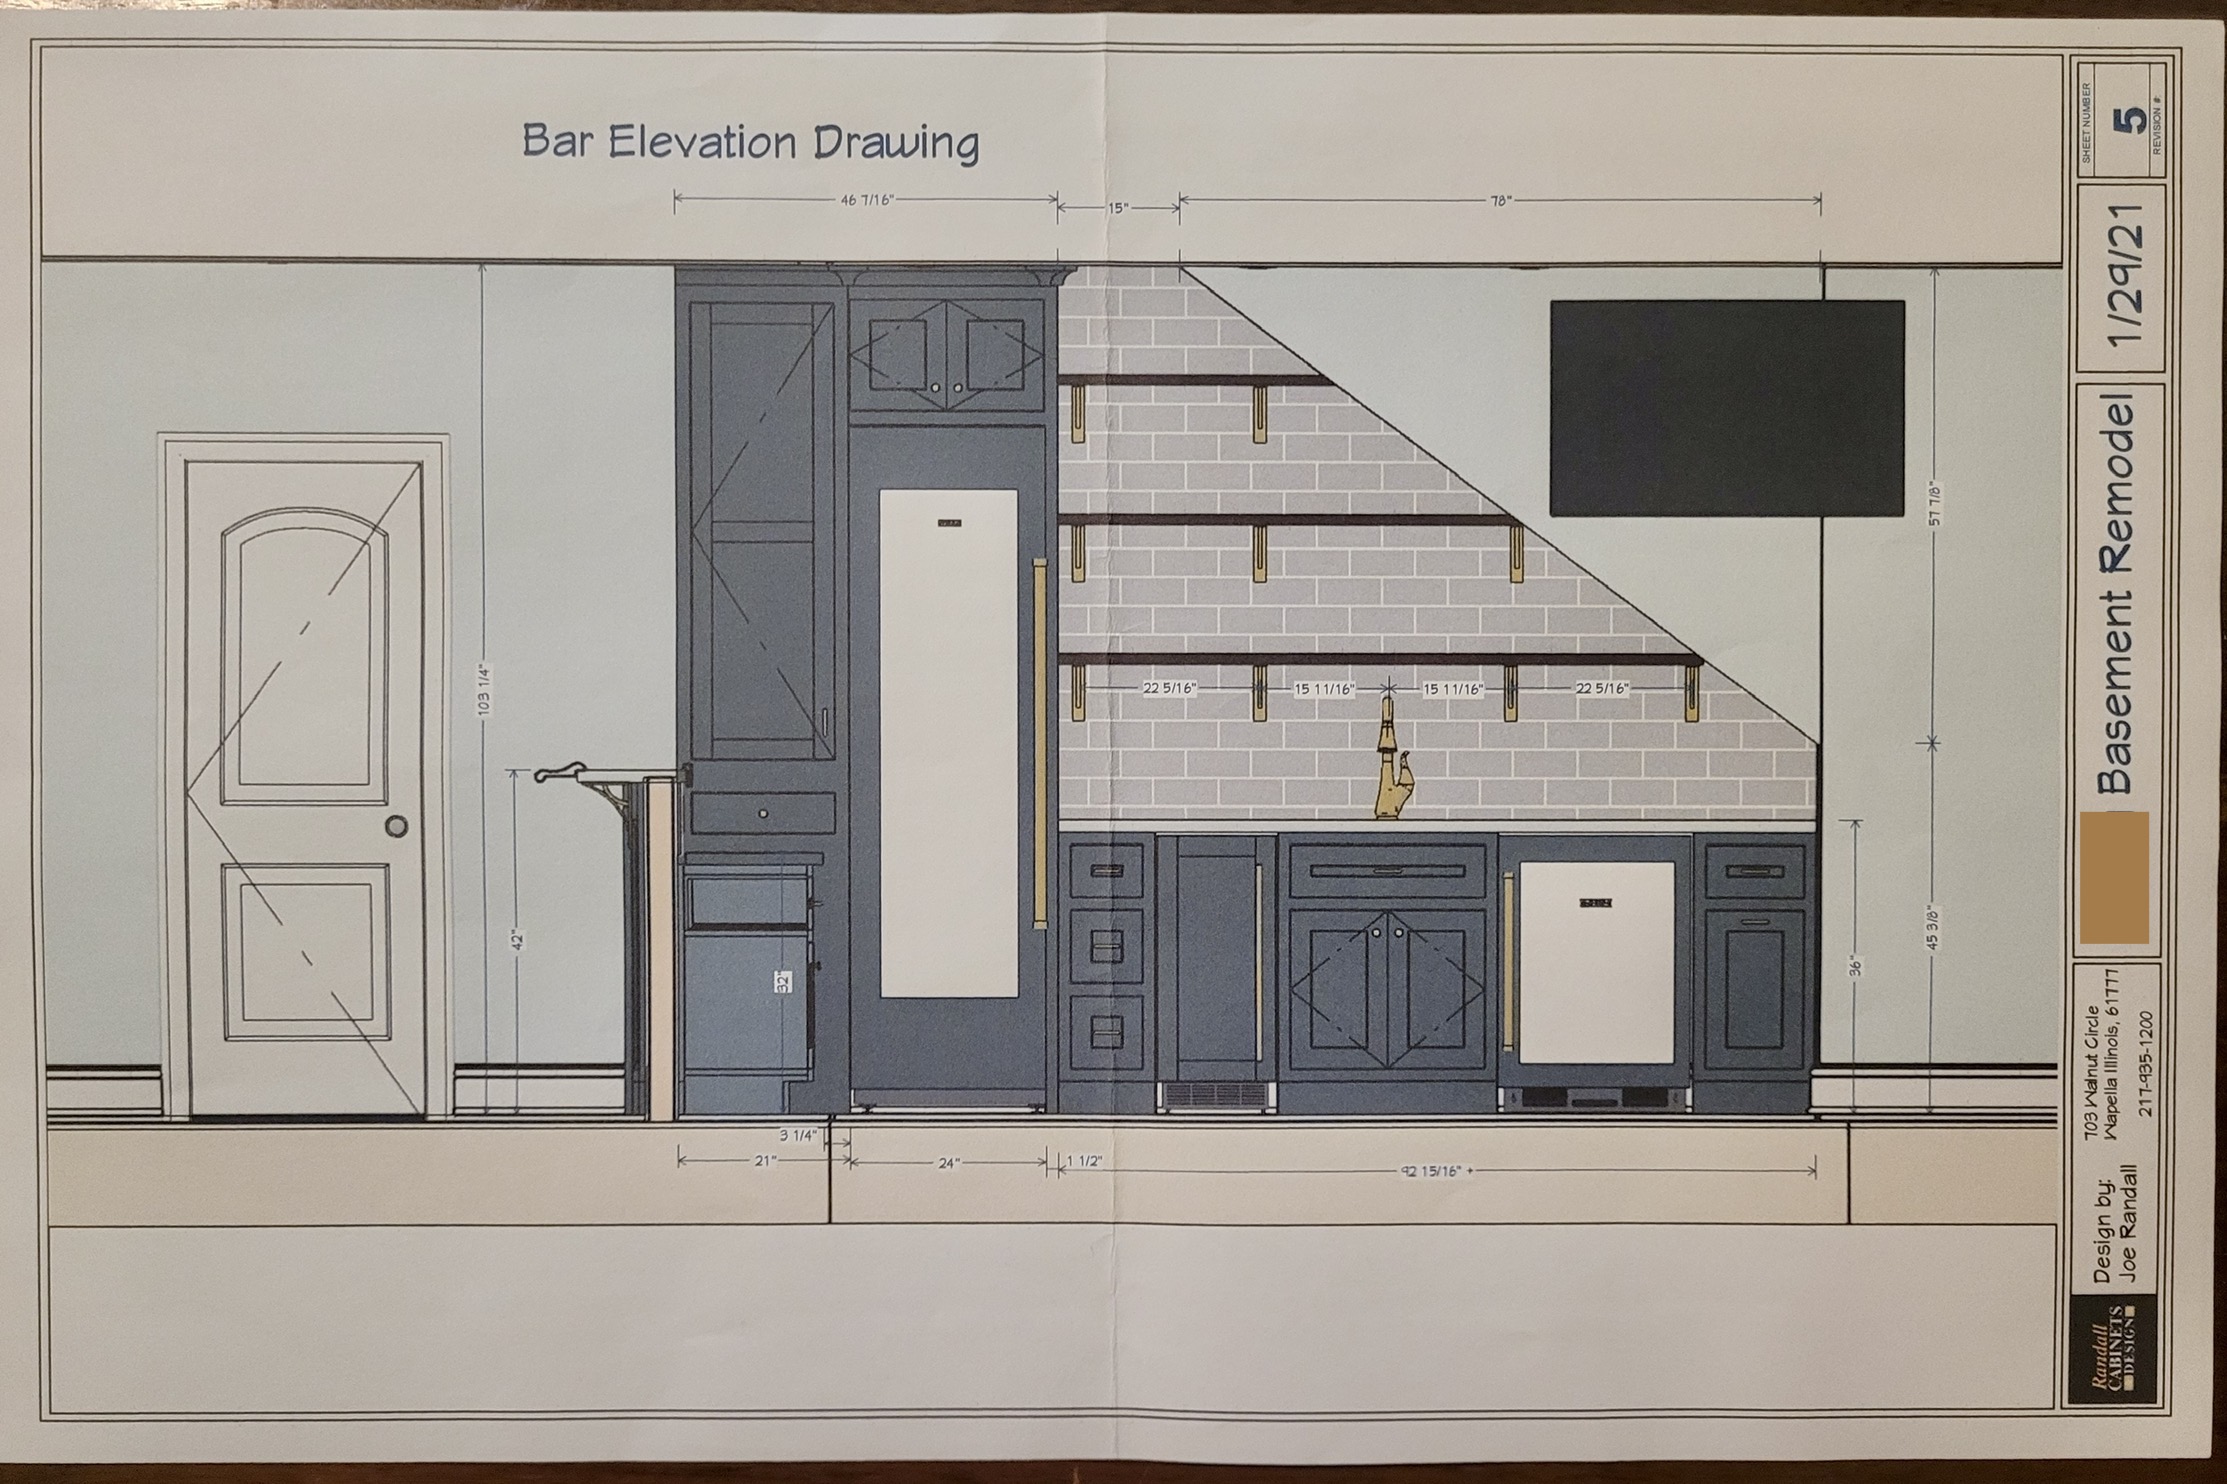 Bar Elevation Drawing
46 7/16"
15"
78"
103 1/4"
42"
32"
22 5/16"
15 11/16"
15 11/16"
22 5/16"
57 7/8"
45 3/8"
36"
3 1/4"
21"
24"
1 1/2"
92 15/16" +
SHEET NUMBER
5
REVISION #:
1/29/21
Basement Remodel
703 Walnut Circle
Wapella Illinois, 61777
217-935-1200
Design by:
Joe Randall
Randall
CABINETS
DESIGN